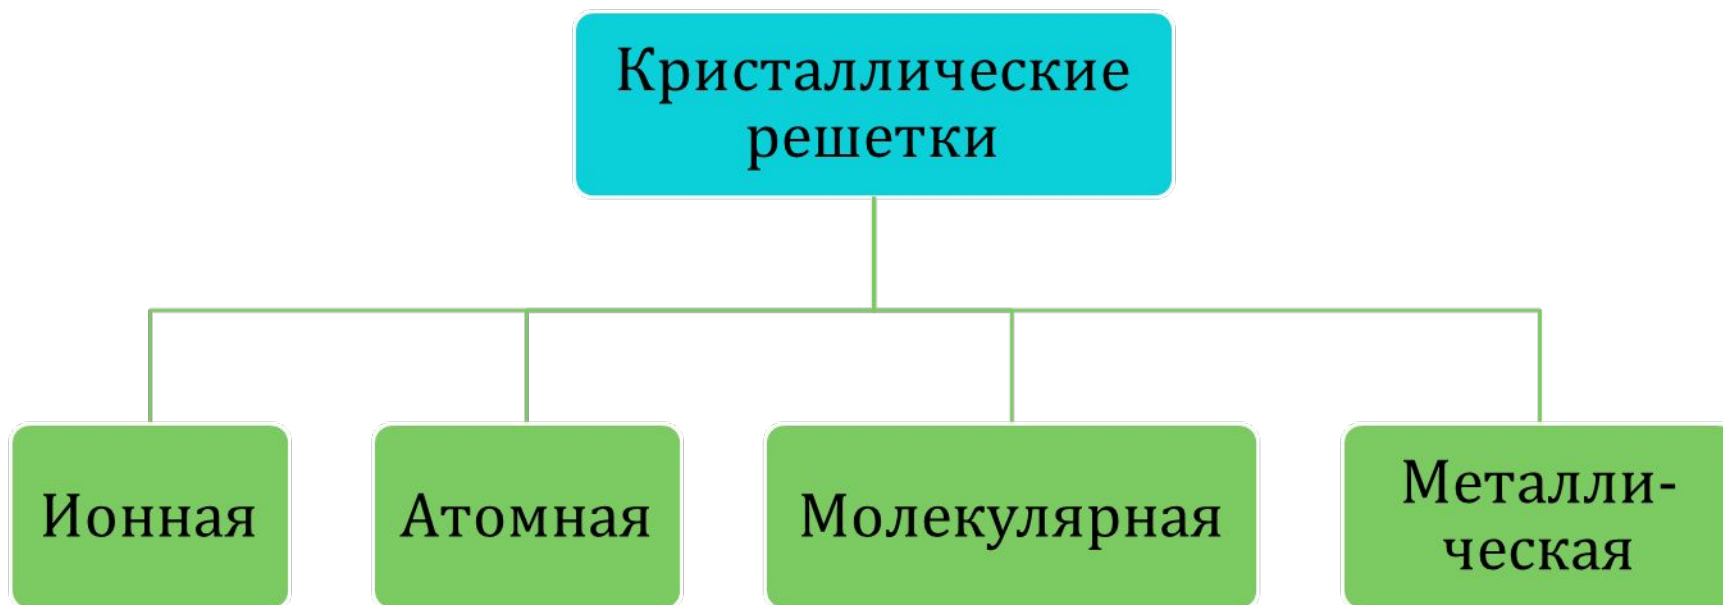 Кристаллические
решетки
Ионная
Атомная
Молекулярная
Металли-
ческая